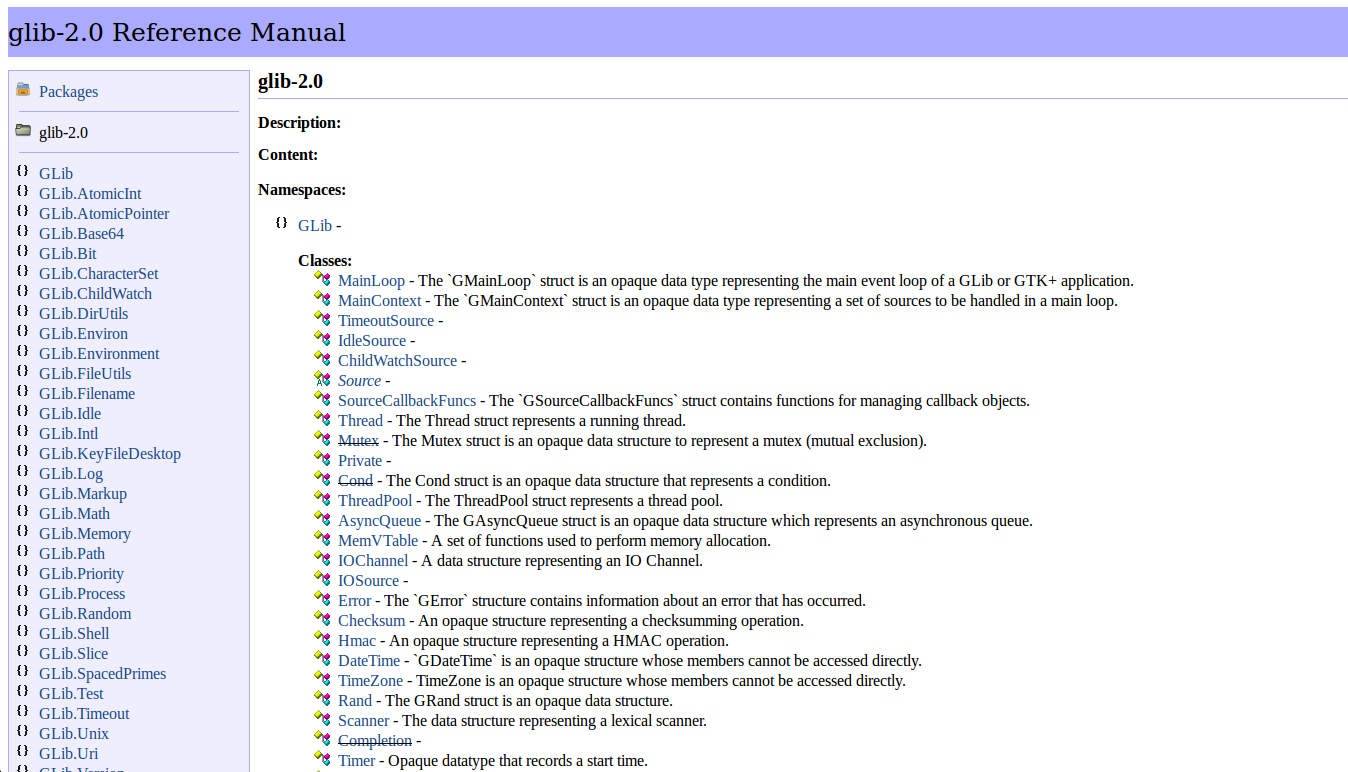 glib-2.0 Reference Manual
Packages
glib-2.0
GLib
GLib.AtomicInt
GLib.AtomicPointer
GLib.Base64
GLib.Bit
GLib.CharacterSet
GLib.ChildWatch
GLib.DirUtils
GLib.Environ
GLib.Environment
GLib.FileUtils
GLib.Filename
GLib.Idle
GLib.Intl
GLib.KeyFileDesktop
GLib.Log
GLib.Markup
GLib.Math
GLib.Memory
GLib.Path
GLib.Priority
GLib.Process
GLib.Random
GLib.Shell
GLib.Slice
GLib.SpacedPrimes
GLib.Test
GLib.Timeout
GLib.Unix
GLib.Uri
GLib.Version
glib-2.0
Description:
Content:
Namespaces:
GLib -
Classes:
MainLoop - The `GMainLoop` struct is an opaque data type representing the main event loop of a GLib or GTK+ application.
MainContext - The `GMainContext` struct is an opaque data type representing a set of sources to be handled in a main loop.
TimeoutSource -
IdleSource -
ChildWatchSource -
Source -
SourceCallbackFuncs - The `GSourceCallbackFuncs` struct contains functions for managing callback objects.
Thread - The Thread struct represents a running thread.
Mutex - The Mutex struct is an opaque data structure to represent a mutex (mutual exclusion).
Private -
Cond - The Cond struct is an opaque data structure that represents a condition.
ThreadPool - The ThreadPool struct represents a thread pool.
AsyncQueue - The GAsyncQueue struct is an opaque data structure which represents an asynchronous queue.
MemVTable - A set of functions used to perform memory allocation.
IOChannel - A data structure representing an IO Channel.
IOSource -
Error - The `GError` structure contains information about an error that has occurred.
Checksum - An opaque structure representing a checksumming operation.
Hmac - An opaque structure representing a HMAC operation.
DateTime - `GDateTime` is an opaque structure whose members cannot be accessed directly.
TimeZone - TimeZone is an opaque structure whose members cannot be accessed directly.
Rand - The GRand struct is an opaque data structure.
Scanner - The data structure representing a lexical scanner.
Completion -
Timer - Opaque datatype that records a start time.